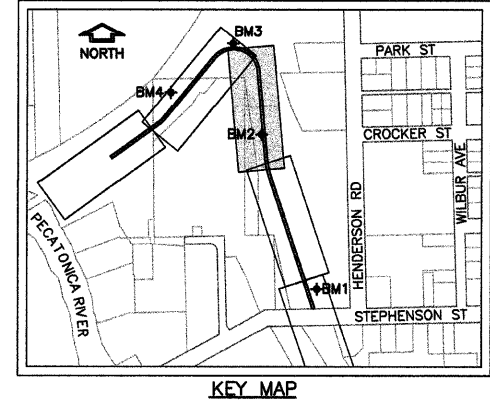 BM3
NORTH
PARK ST
BM4
BM2
CROCKER ST
WILBUR AVE
HENDERSON RD
PECATONICA RIVER
BM1
STEPHENSON ST
KEY MAP